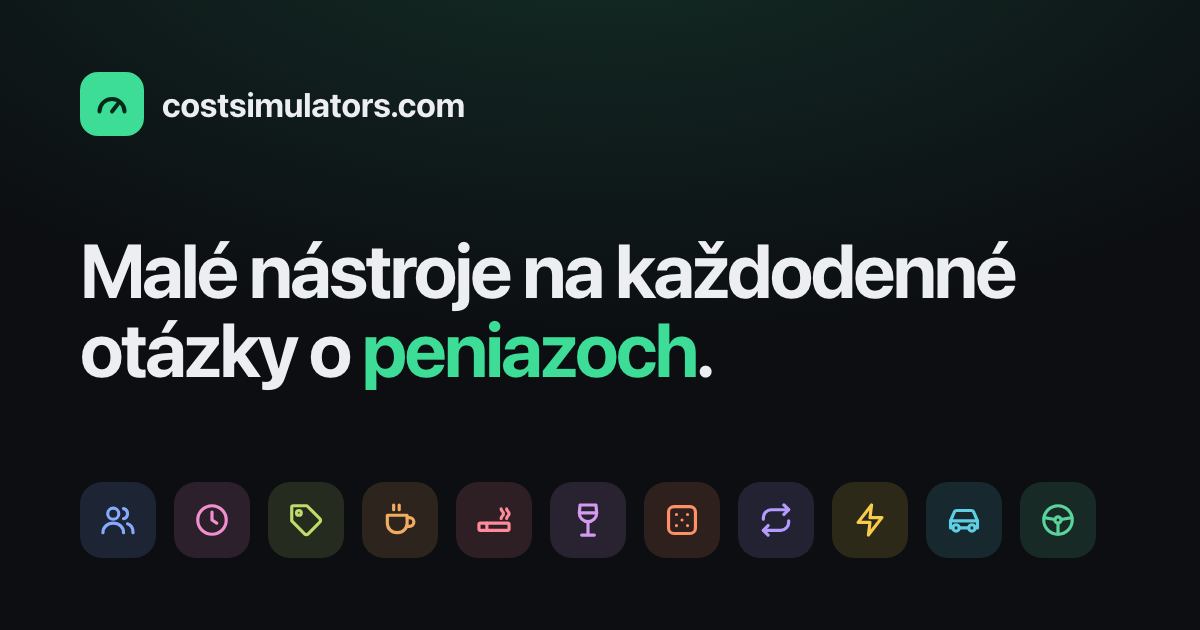 costsimulators.com
Malé nástroje na každodenné
otázky o peniazoch.